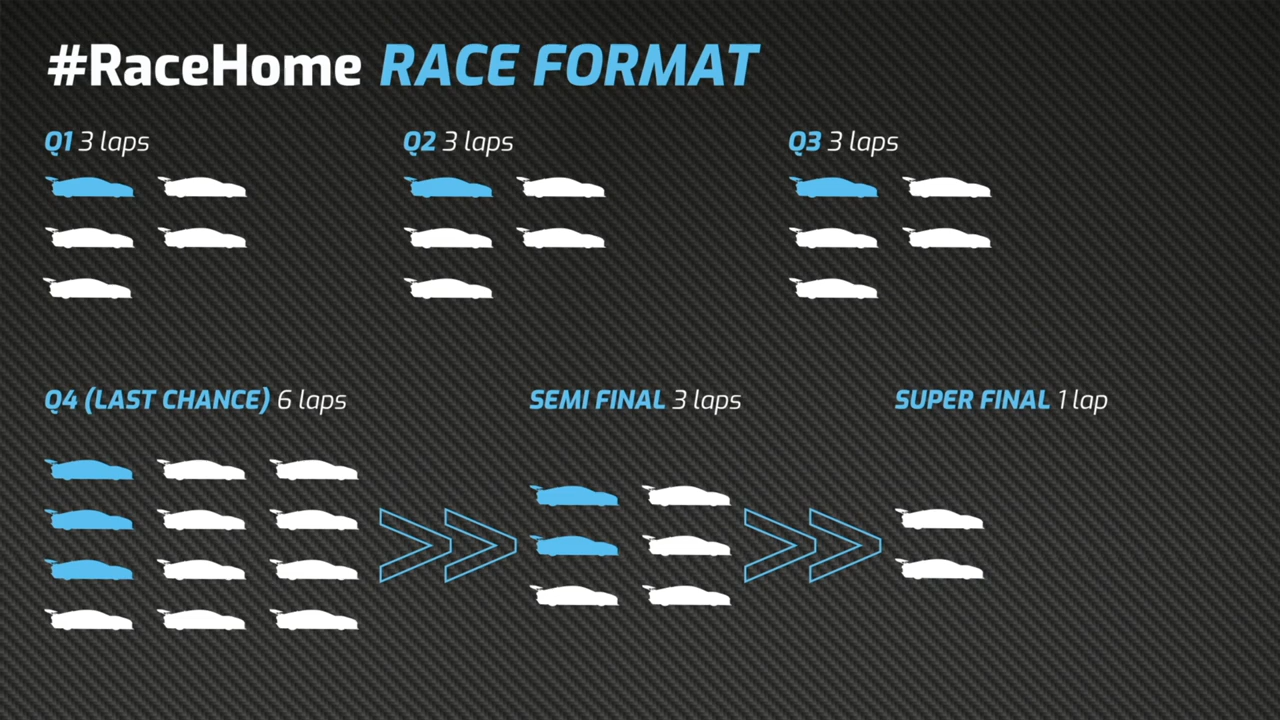 #RaceHome RACE FORMAT
Q1 3 laps
Q2 3 laps
Q3 3 laps
Q4 (LAST CHANCE) 6 laps
SEMI FINAL 3 laps
SUPER FINAL 1 lap